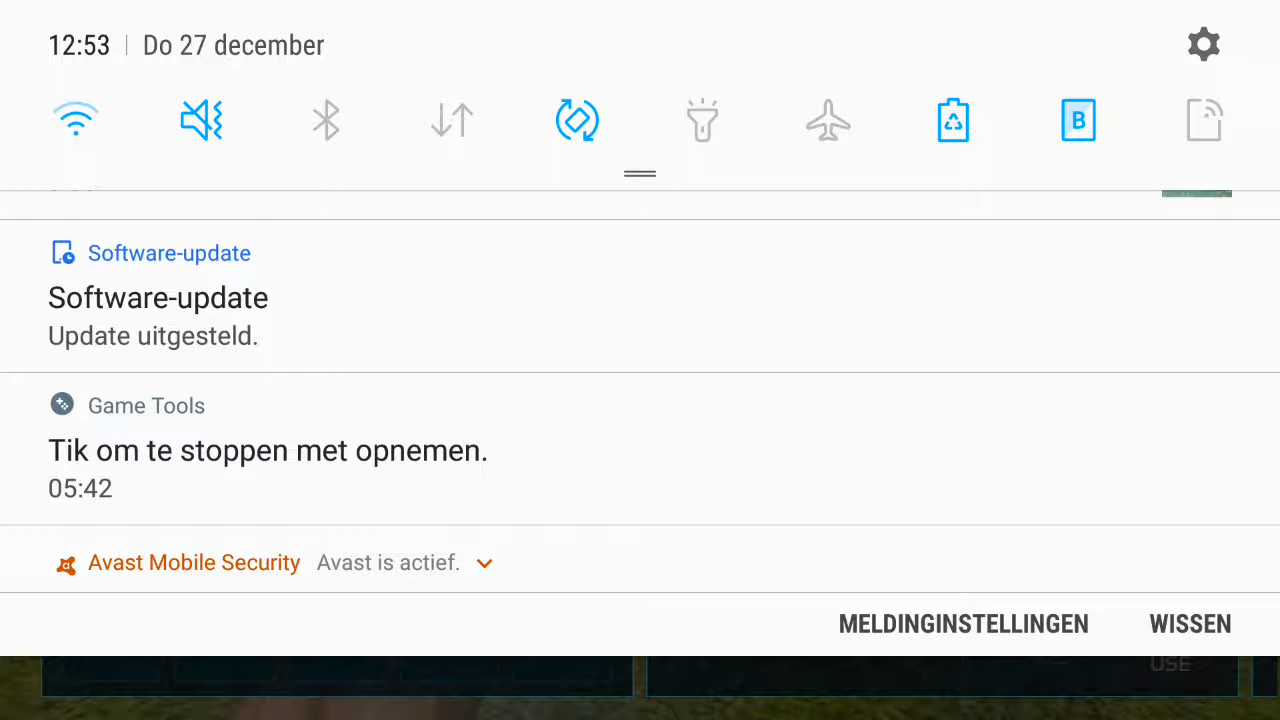 12:53 | Do 27 december
B
Software-update
Software-update
Update uitgesteld.
Game Tools
Tik om te stoppen met opnemen.
05:42
Avast Mobile Security Avast is actief.
MELDINGINSTELLINGEN WISSEN
USE